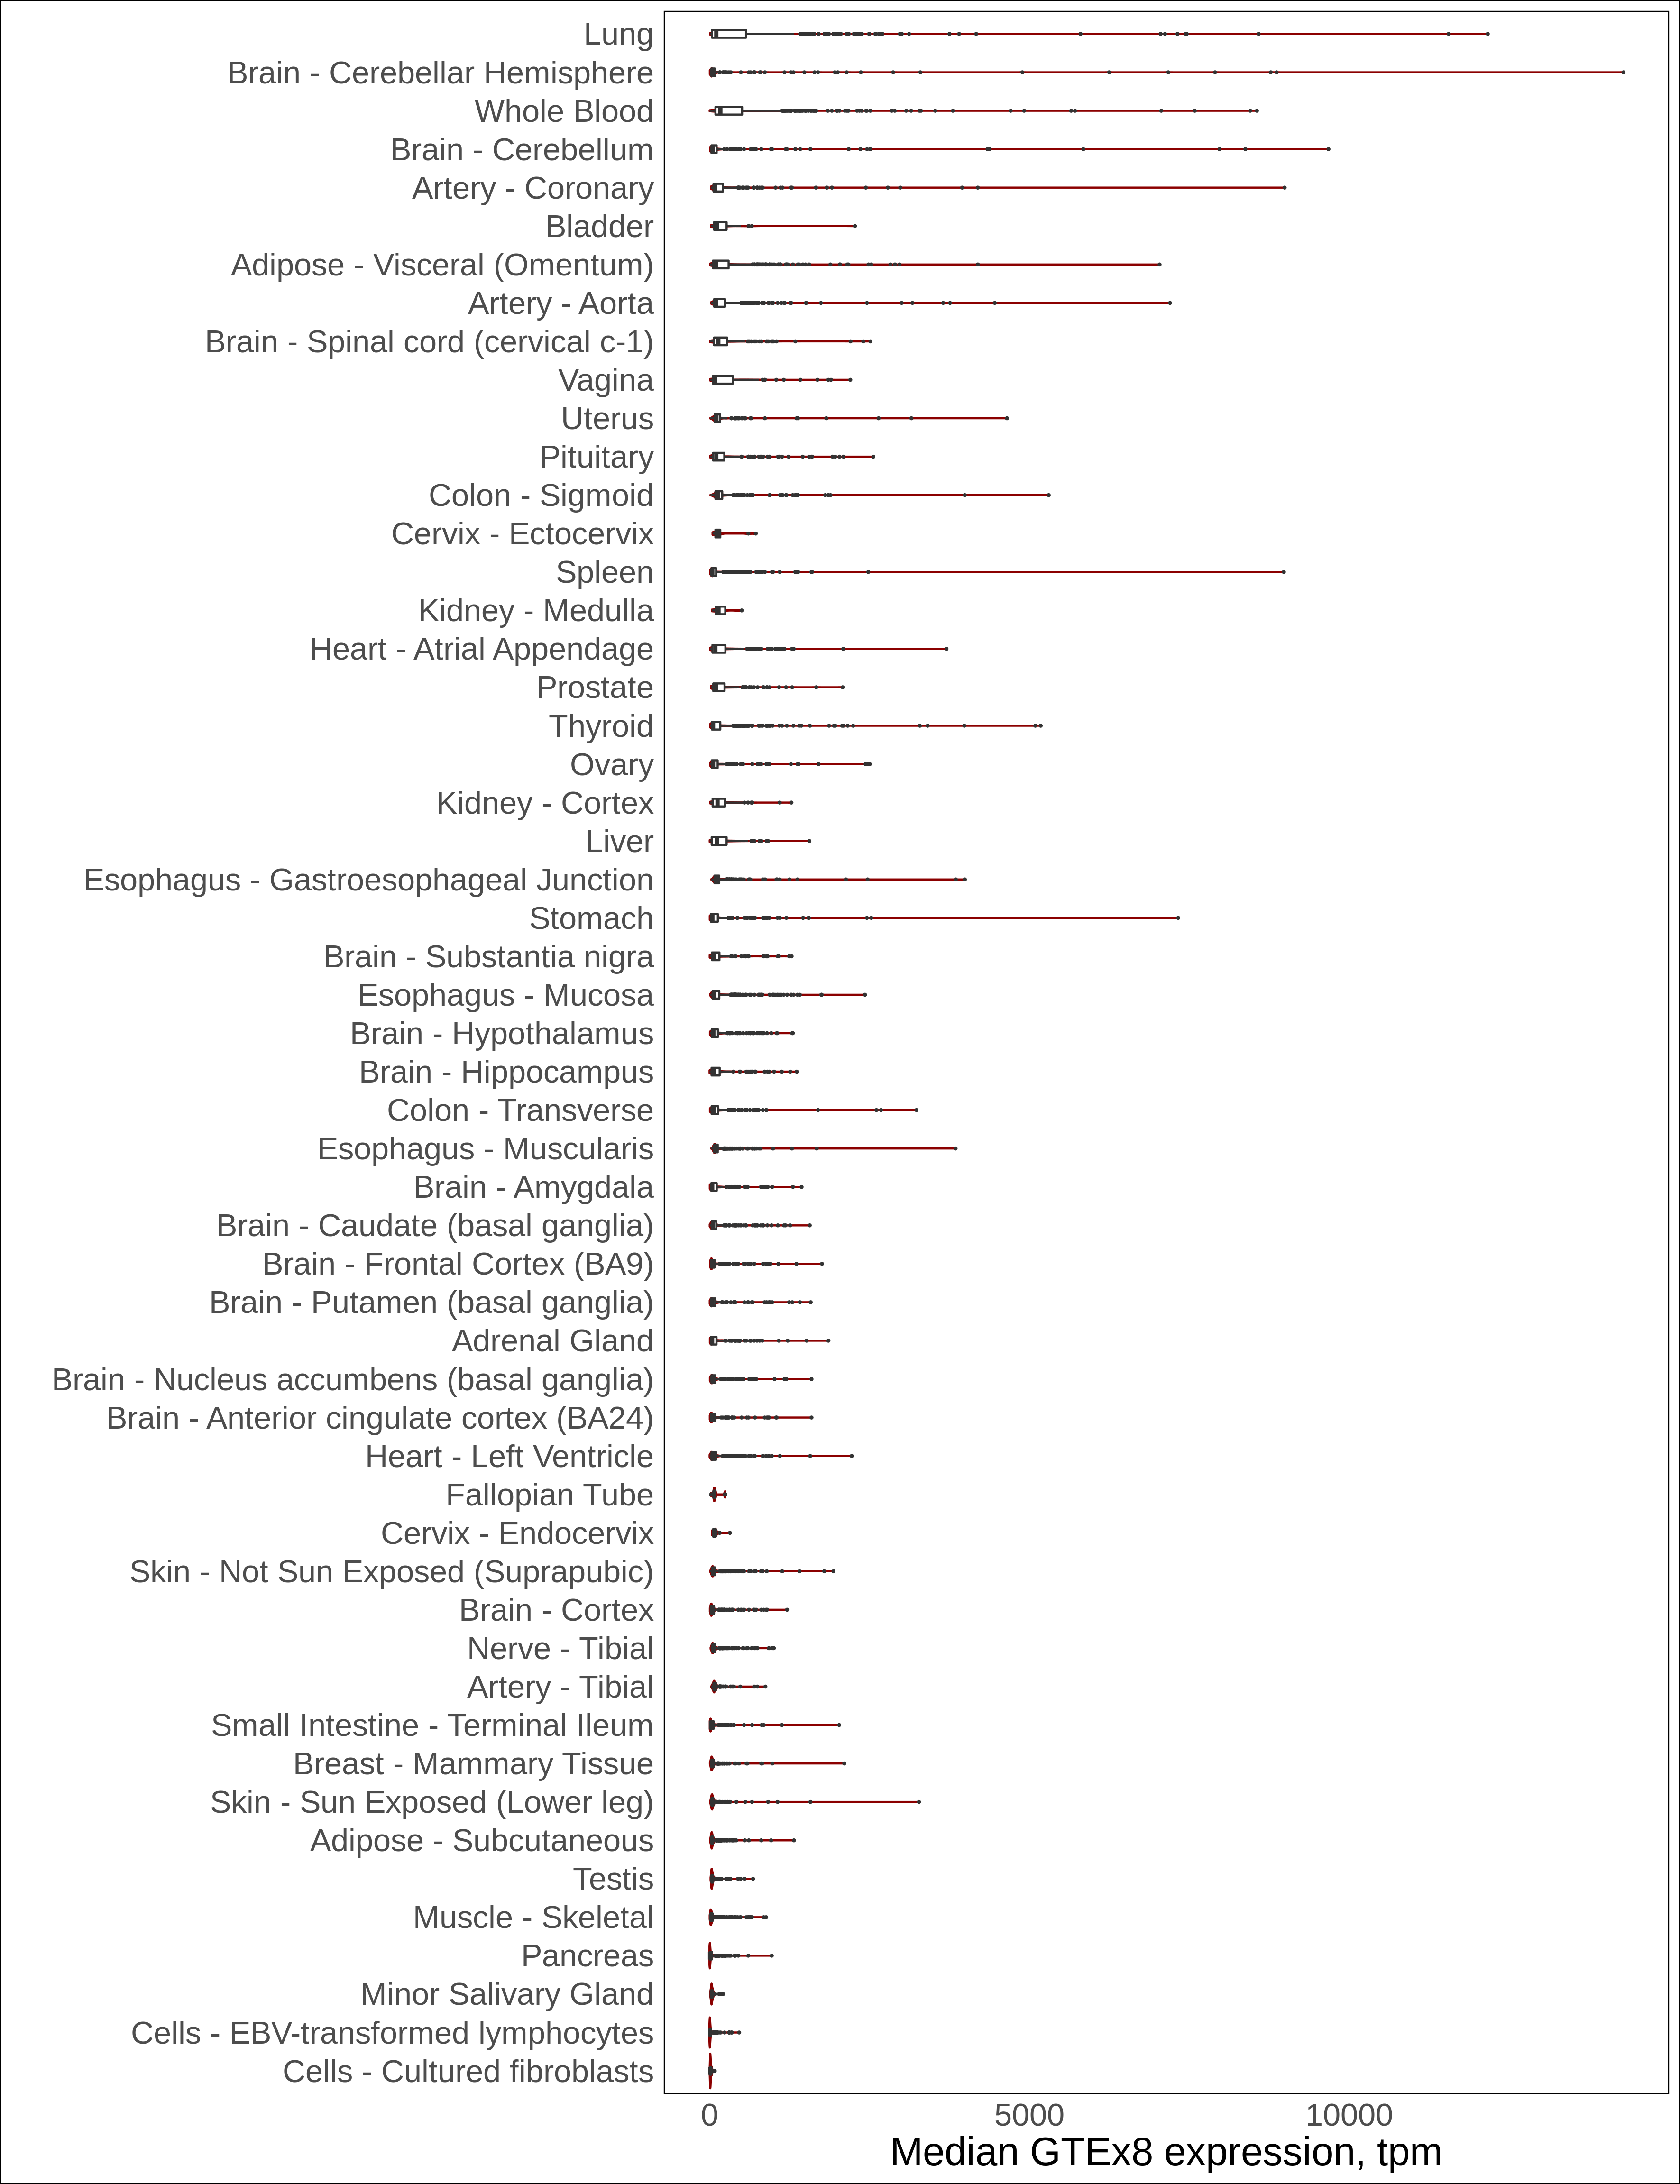 Lung
Brain - Cerebellar Hemisphere
Whole Blood
Brain - Cerebellum
Artery - Coronary
Bladder
Adipose - Visceral (Omentum)
Artery - Aorta
Brain - Spinal cord (cervical c-1)
Vagina
Uterus
Pituitary
Colon - Sigmoid
Cervix - Ectocervix
Spleen
Kidney - Medulla
Heart - Atrial Appendage
Prostate
Thyroid
Ovary
Kidney - Cortex
Liver
Esophagus - Gastroesophageal Junction
Stomach
Brain - Substantia nigra
Esophagus - Mucosa
Brain - Hypothalamus
Brain - Hippocampus
Colon - Transverse
Esophagus - Muscularis
Brain - Amygdala
Brain - Caudate (basal ganglia)
Brain - Frontal Cortex (BA9)
Brain - Putamen (basal ganglia)
Adrenal Gland
Brain - Nucleus accumbens (basal ganglia)
Brain - Anterior cingulate cortex (BA24)
Heart - Left Ventricle
Fallopian Tube
Cervix - Endocervix
Skin - Not Sun Exposed (Suprapubic)
Brain - Cortex
Nerve - Tibial
Artery - Tibial
Small Intestine - Terminal Ileum
Breast - Mammary Tissue
Skin - Sun Exposed (Lower leg)
Adipose - Subcutaneous
Testis
Muscle - Skeletal
Pancreas
Minor Salivary Gland
Cells - EBV-transformed lymphocytes
Cells - Cultured fibroblasts
0 5000 10000
Median GTEx8 expression, tpm